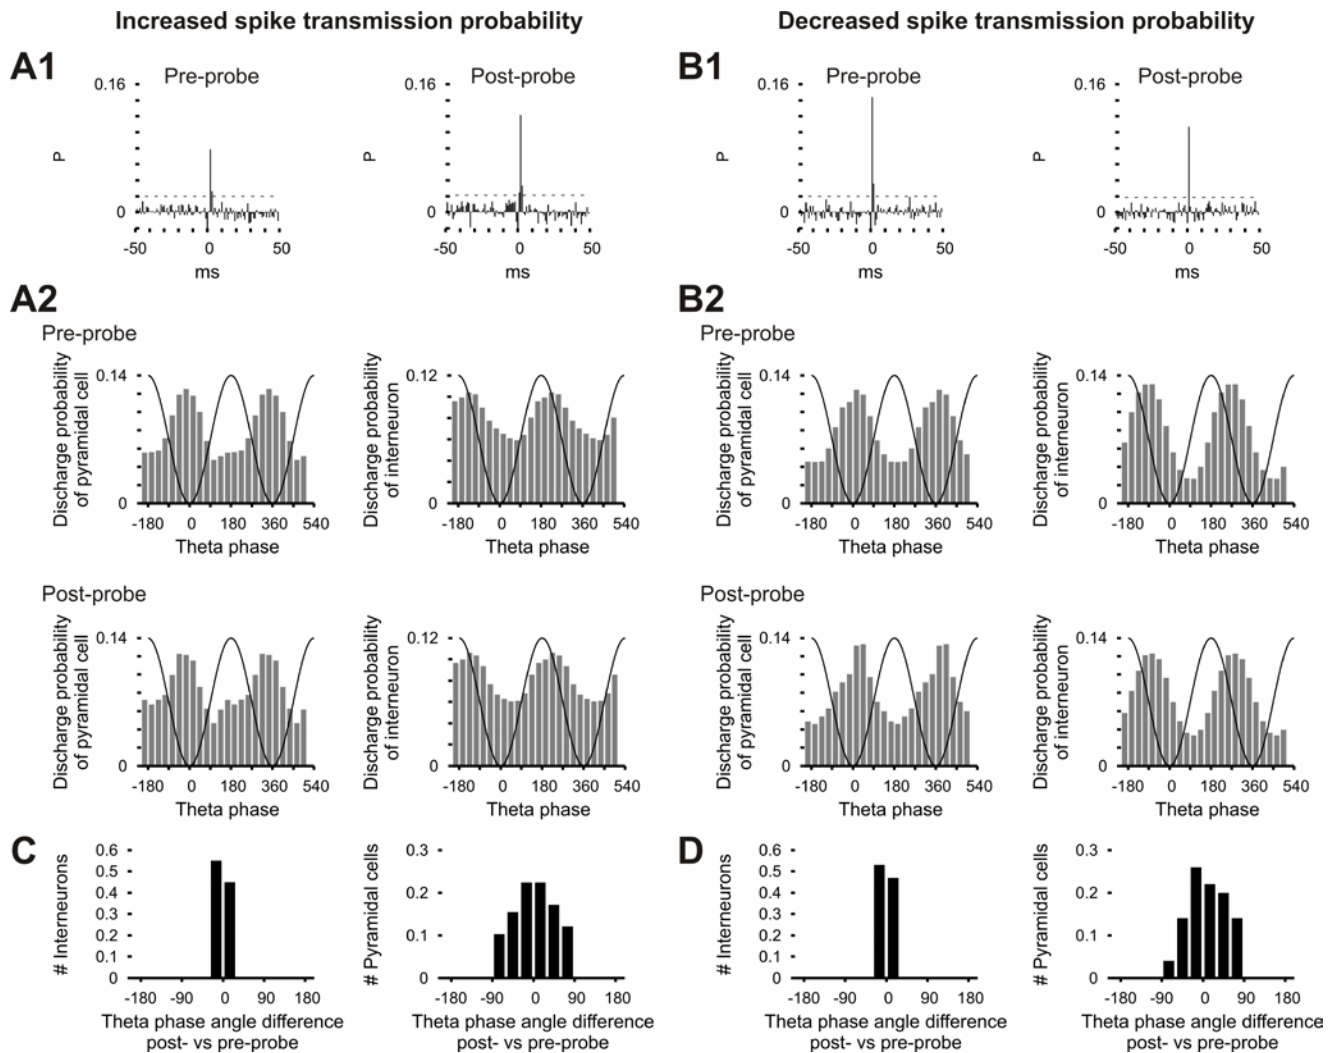 Increased spike transmission probability
Decreased spike transmission probability
A1
Pre-probe
Post-probe
0.16
P
0
-50 0 50
ms
P
-50 0 50
ms
B1
Pre-probe
Post-probe
0.16
P
0
-50 0 50
ms
P
-50 0 50
ms
A2
Pre-probe
Discharge probability
of pyramidal cell
0.14
0
-180 0 180 360 540
Theta phase
Discharge probability
of interneuron
0.12
0
-180 0 180 360 540
Theta phase
Post-probe
Discharge probability
of pyramidal cell
0.14
0
-180 0 180 360 540
Theta phase
Discharge probability
of interneuron
0.12
0
-180 0 180 360 540
Theta phase
B2
Pre-probe
Discharge probability
of pyramidal cell
0.14
0
-180 0 180 360 540
Theta phase
Discharge probability
of interneuron
0.14
0
-180 0 180 360 540
Theta phase
Post-probe
Discharge probability
of pyramidal cell
0.14
0
-180 0 180 360 540
Theta phase
Discharge probability
of interneuron
0.14
0
-180 0 180 360 540
Theta phase
C
# Interneurons
0.6
0.5
0.4
0.3
0.2
0.1
0
-180 -90 0 90 180
Theta phase angle difference
post- vs pre-probe
# Pyramidal cells
0.3
0.2
0.1
0
-180 -90 0 90 180
Theta phase angle difference
post- vs pre-probe
D
# Interneurons
0.6
0.5
0.4
0.3
0.2
0.1
0
-180 -90 0 90 180
Theta phase angle difference
post- vs pre-probe
# Pyramidal cells
0.3
0.2
0.1
0
-180 -90 0 90 180
Theta phase angle difference
post- vs pre-probe